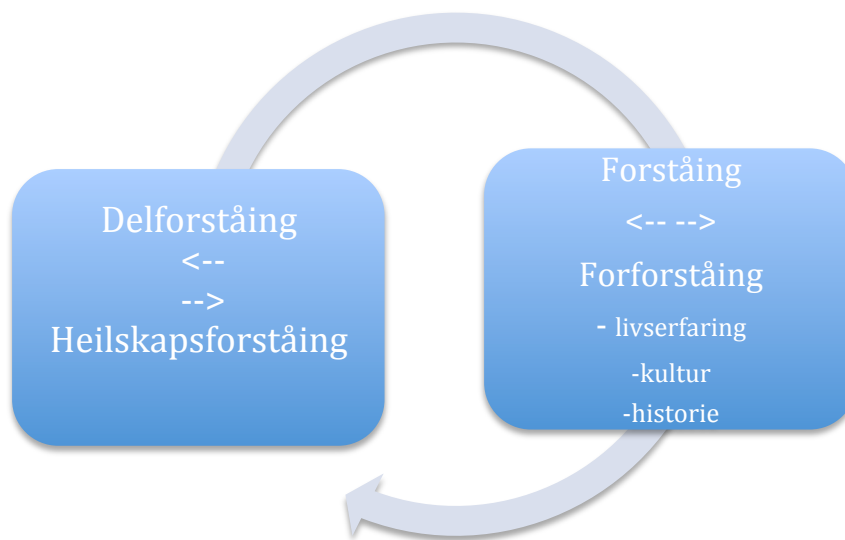 Delforståing
<--
-->
Heilskapsforståing
Forståing
<-- -->
Forforståing
- livserfaring
-kultur
-historie